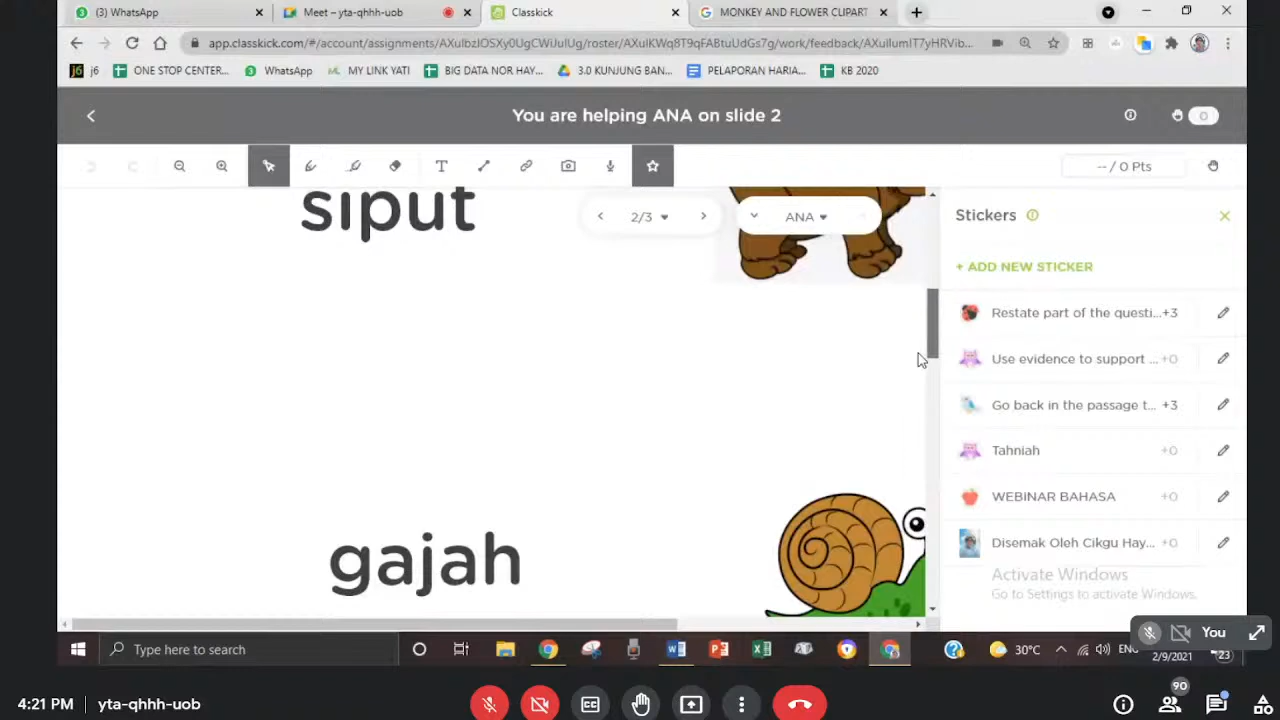 (3) WhatsApp
Meet – yta-qhhh-uob
Classkick
MONKEY AND FLOWER CLIPART
app.classkick.com/#/account/assignments/AXulbzIOSXy0UgCWiJulUg/roster/AXulKWq8T9qFABtuUdGs7g/work/feedback/AXuIlumIT7yHRVib...
j6
ONE STOP CENTER...
WhatsApp
MY LINK YATI
BIG DATA NOR HAY...
3.0 KUNJUNG BAN...
PELAPORAN HARIA...
KB 2020
You are helping ANA on slide 2
0
T
-- / 0 Pts
siput
2/3
ANA
Stickers
+ ADD NEW STICKER
Restate part of the questi...+3
Use evidence to support ... +0
Go back in the passage t... +3
Tahniah +0
WEBINAR BAHASA +0
Disemak Oleh Cikgu Hay... +0
gajah
Activate Windows
Go to Settings to activate Windows.
You
Type here to search
30°C
ENG
2/9/2021
23
4:21 PM | yta-qhhh-uob
CC
90